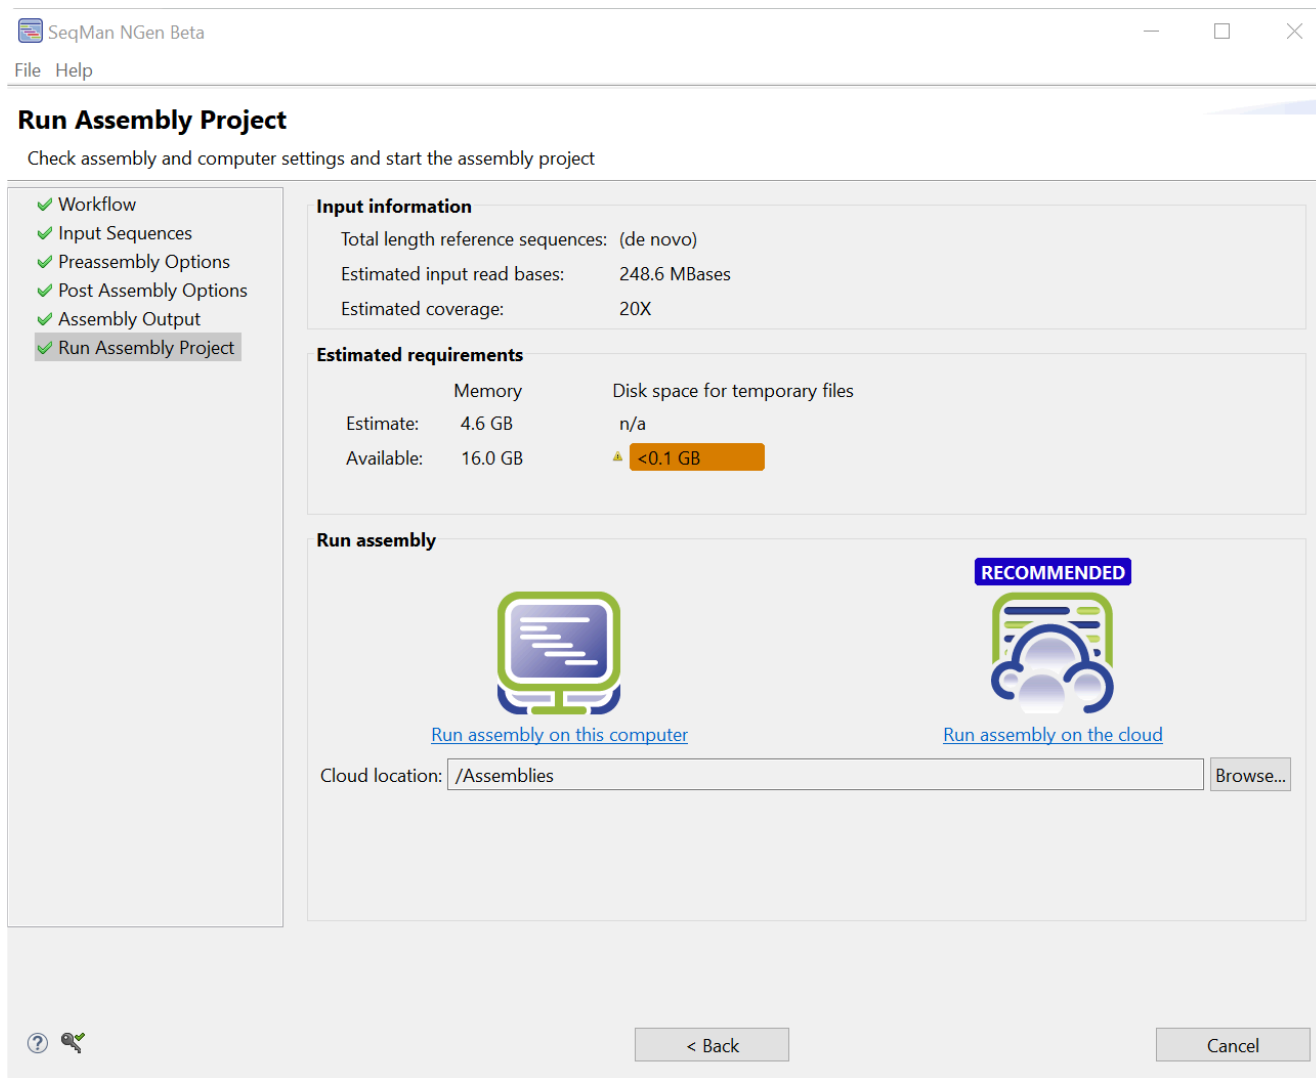 SeqMan NGen Beta
File Help
Run Assembly Project
Check assembly and computer settings and start the assembly project
Workflow
Input Sequences
Preassembly Options
Post Assembly Options
Assembly Output
Run Assembly Project
Input information
Total length reference sequences: (de novo)
Estimated input read bases: 248.6 MBases
Estimated coverage: 20X
Estimated requirements
Memory Disk space for temporary files
Estimate: 4.6 GB n/a
Available: 16.0 GB <0.1 GB
Run assembly
RECOMMENDED
Run assembly on this computer Run assembly on the cloud
Cloud location: /Assemblies Browse...
< Back Cancel